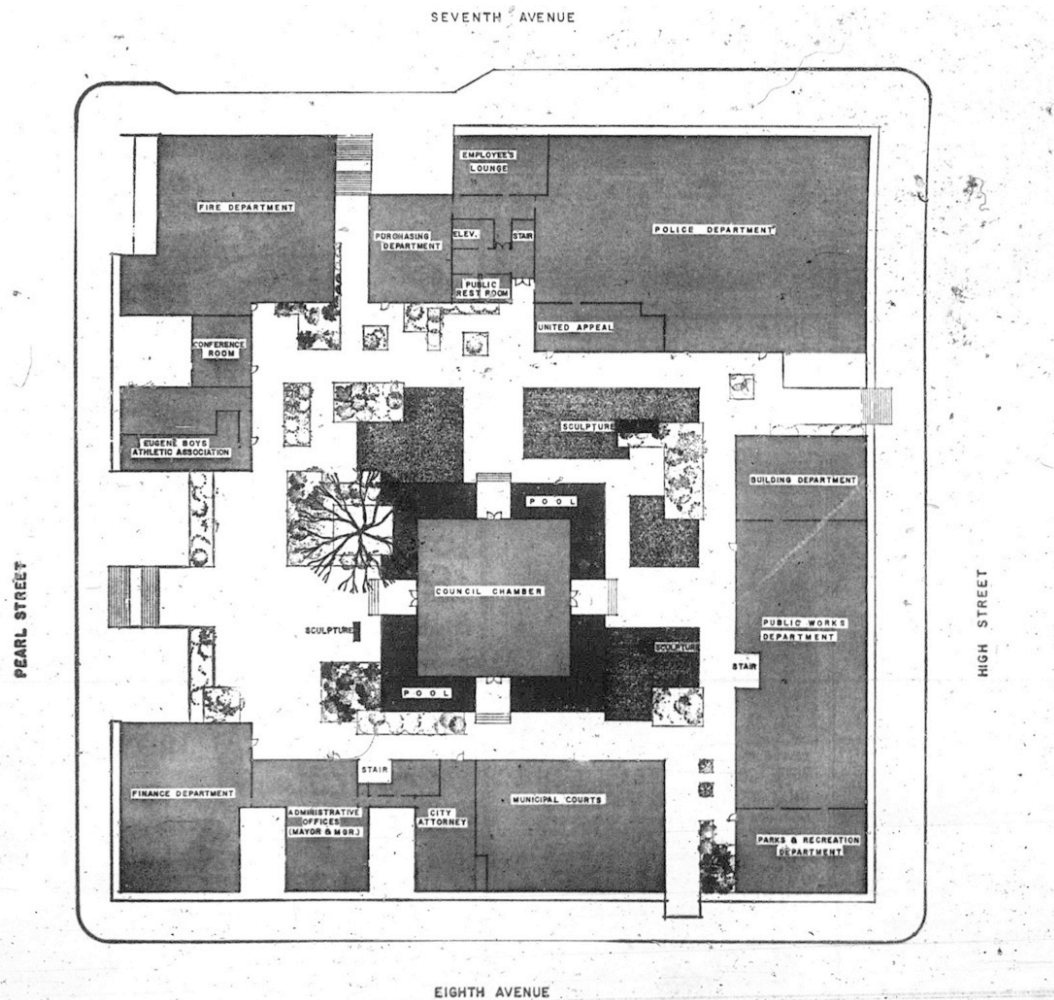 SEVENTH AVENUE
EMPLOYEE'S
LOUNGE
FIRE DEPARTMENT
PURCHASING
DEPARTMENT
ELEV.
STAIR
POLICE DEPARTMENT
PUBLIC
REST ROOM
UNITED APPEAL
CONFERENCE
ROOM
EUGENE BOYS
ATHLETIC ASSOCIATION
SCULPTURE
BUILDING DEPARTMENT
POOL
COUNCIL CHAMBER
PEARL STREET
HIGH STREET
SCULPTURE
PUBLIC WORKS
DEPARTMENT
SCULPTURE
STAIR
POOL
STAIR
FINANCE DEPARTMENT
ADMINISTRATIVE
OFFICES
(MAYOR & MGR.)
CITY
ATTORNEY
MUNICIPAL COURTS
PARKS & RECREATION
DEPARTMENT
EIGHTH AVENUE